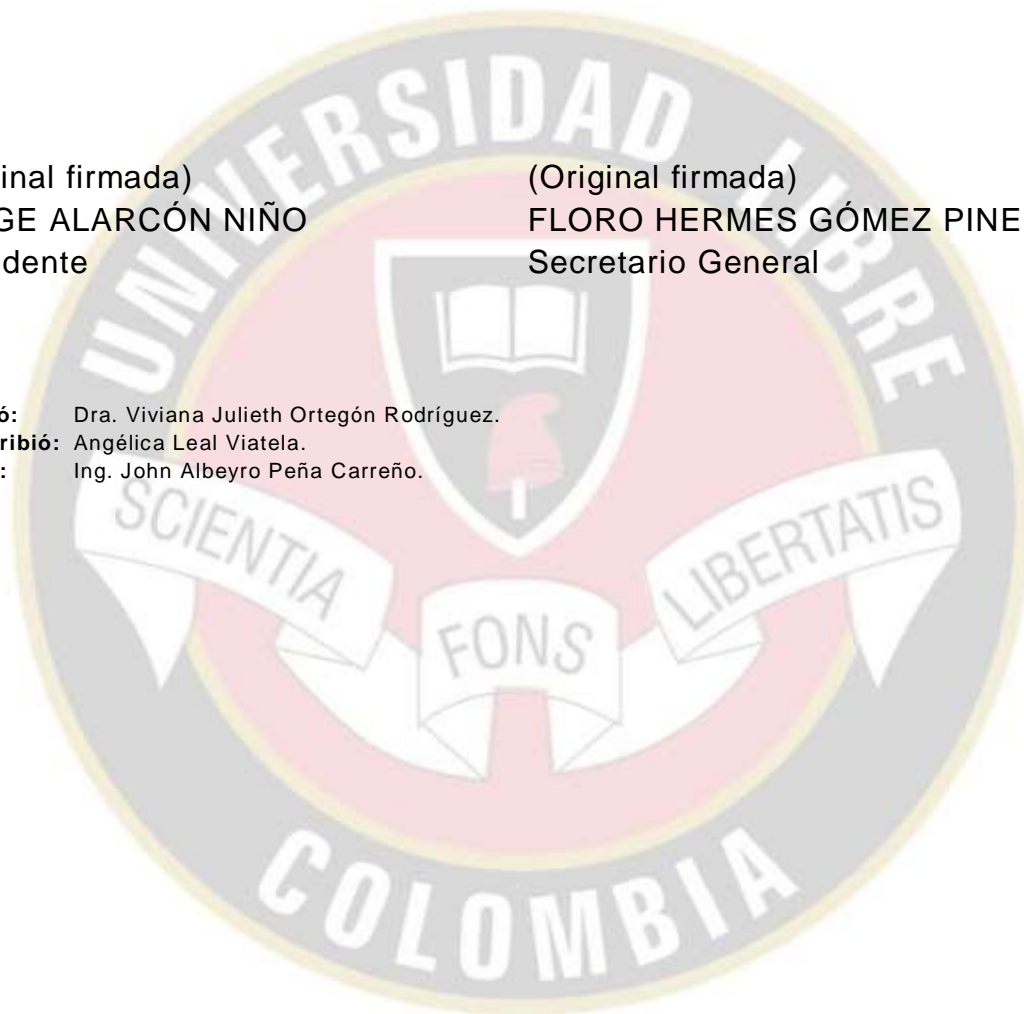 UNIVERSIDAD LIBRE
inal firmada) (Original firmada)
GE ALARCÓN NIÑO FLORO HERMES GÓMEZ PINE
dente Secretario General
ó: Dra. Viviana Julieth Ortegón Rodríguez.
ribió: Angélica Leal Viatela.
: Ing. John Albeyro Peña Carreño.
SCIENTIA FONS LIBERTATIS
COLOMBIA